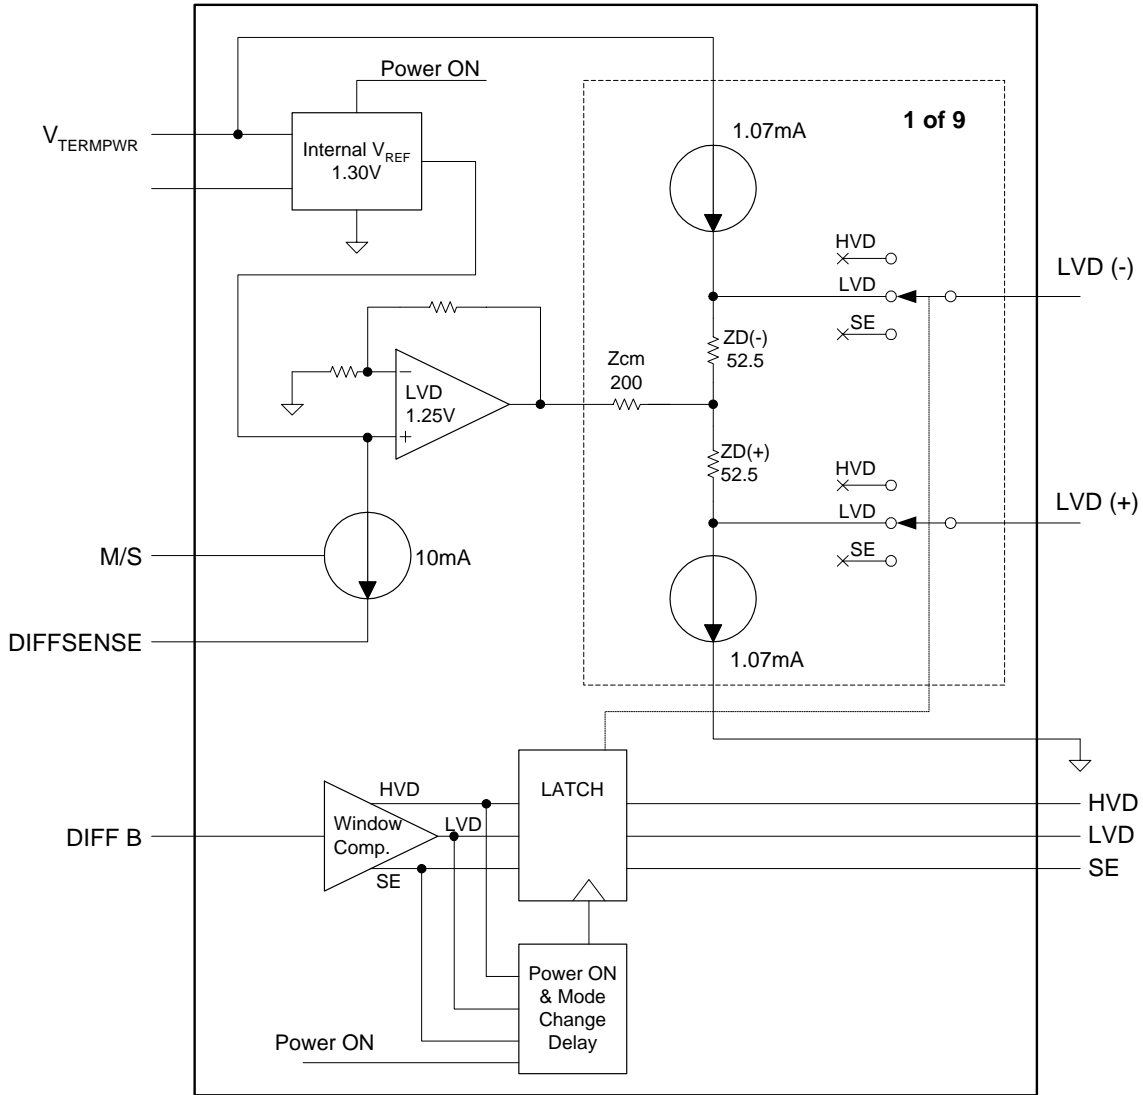 Power ON
V_TERMPWR
Internal V_REF
1.30V
1.07mA
1 of 9
HVD
LVD
SE
LVD (-)
ZD(-)
52.5
Zcm
200
−
LVD
1.25V
+
ZD(+)
52.5
HVD
LVD
SE
LVD (+)
M/S
10mA
DIFFSENSE
1.07mA
DIFF B
Window
Comp.
HVD
LVD
SE
LATCH
HVD
LVD
SE
Power ON
& Mode
Change
Delay
Power ON